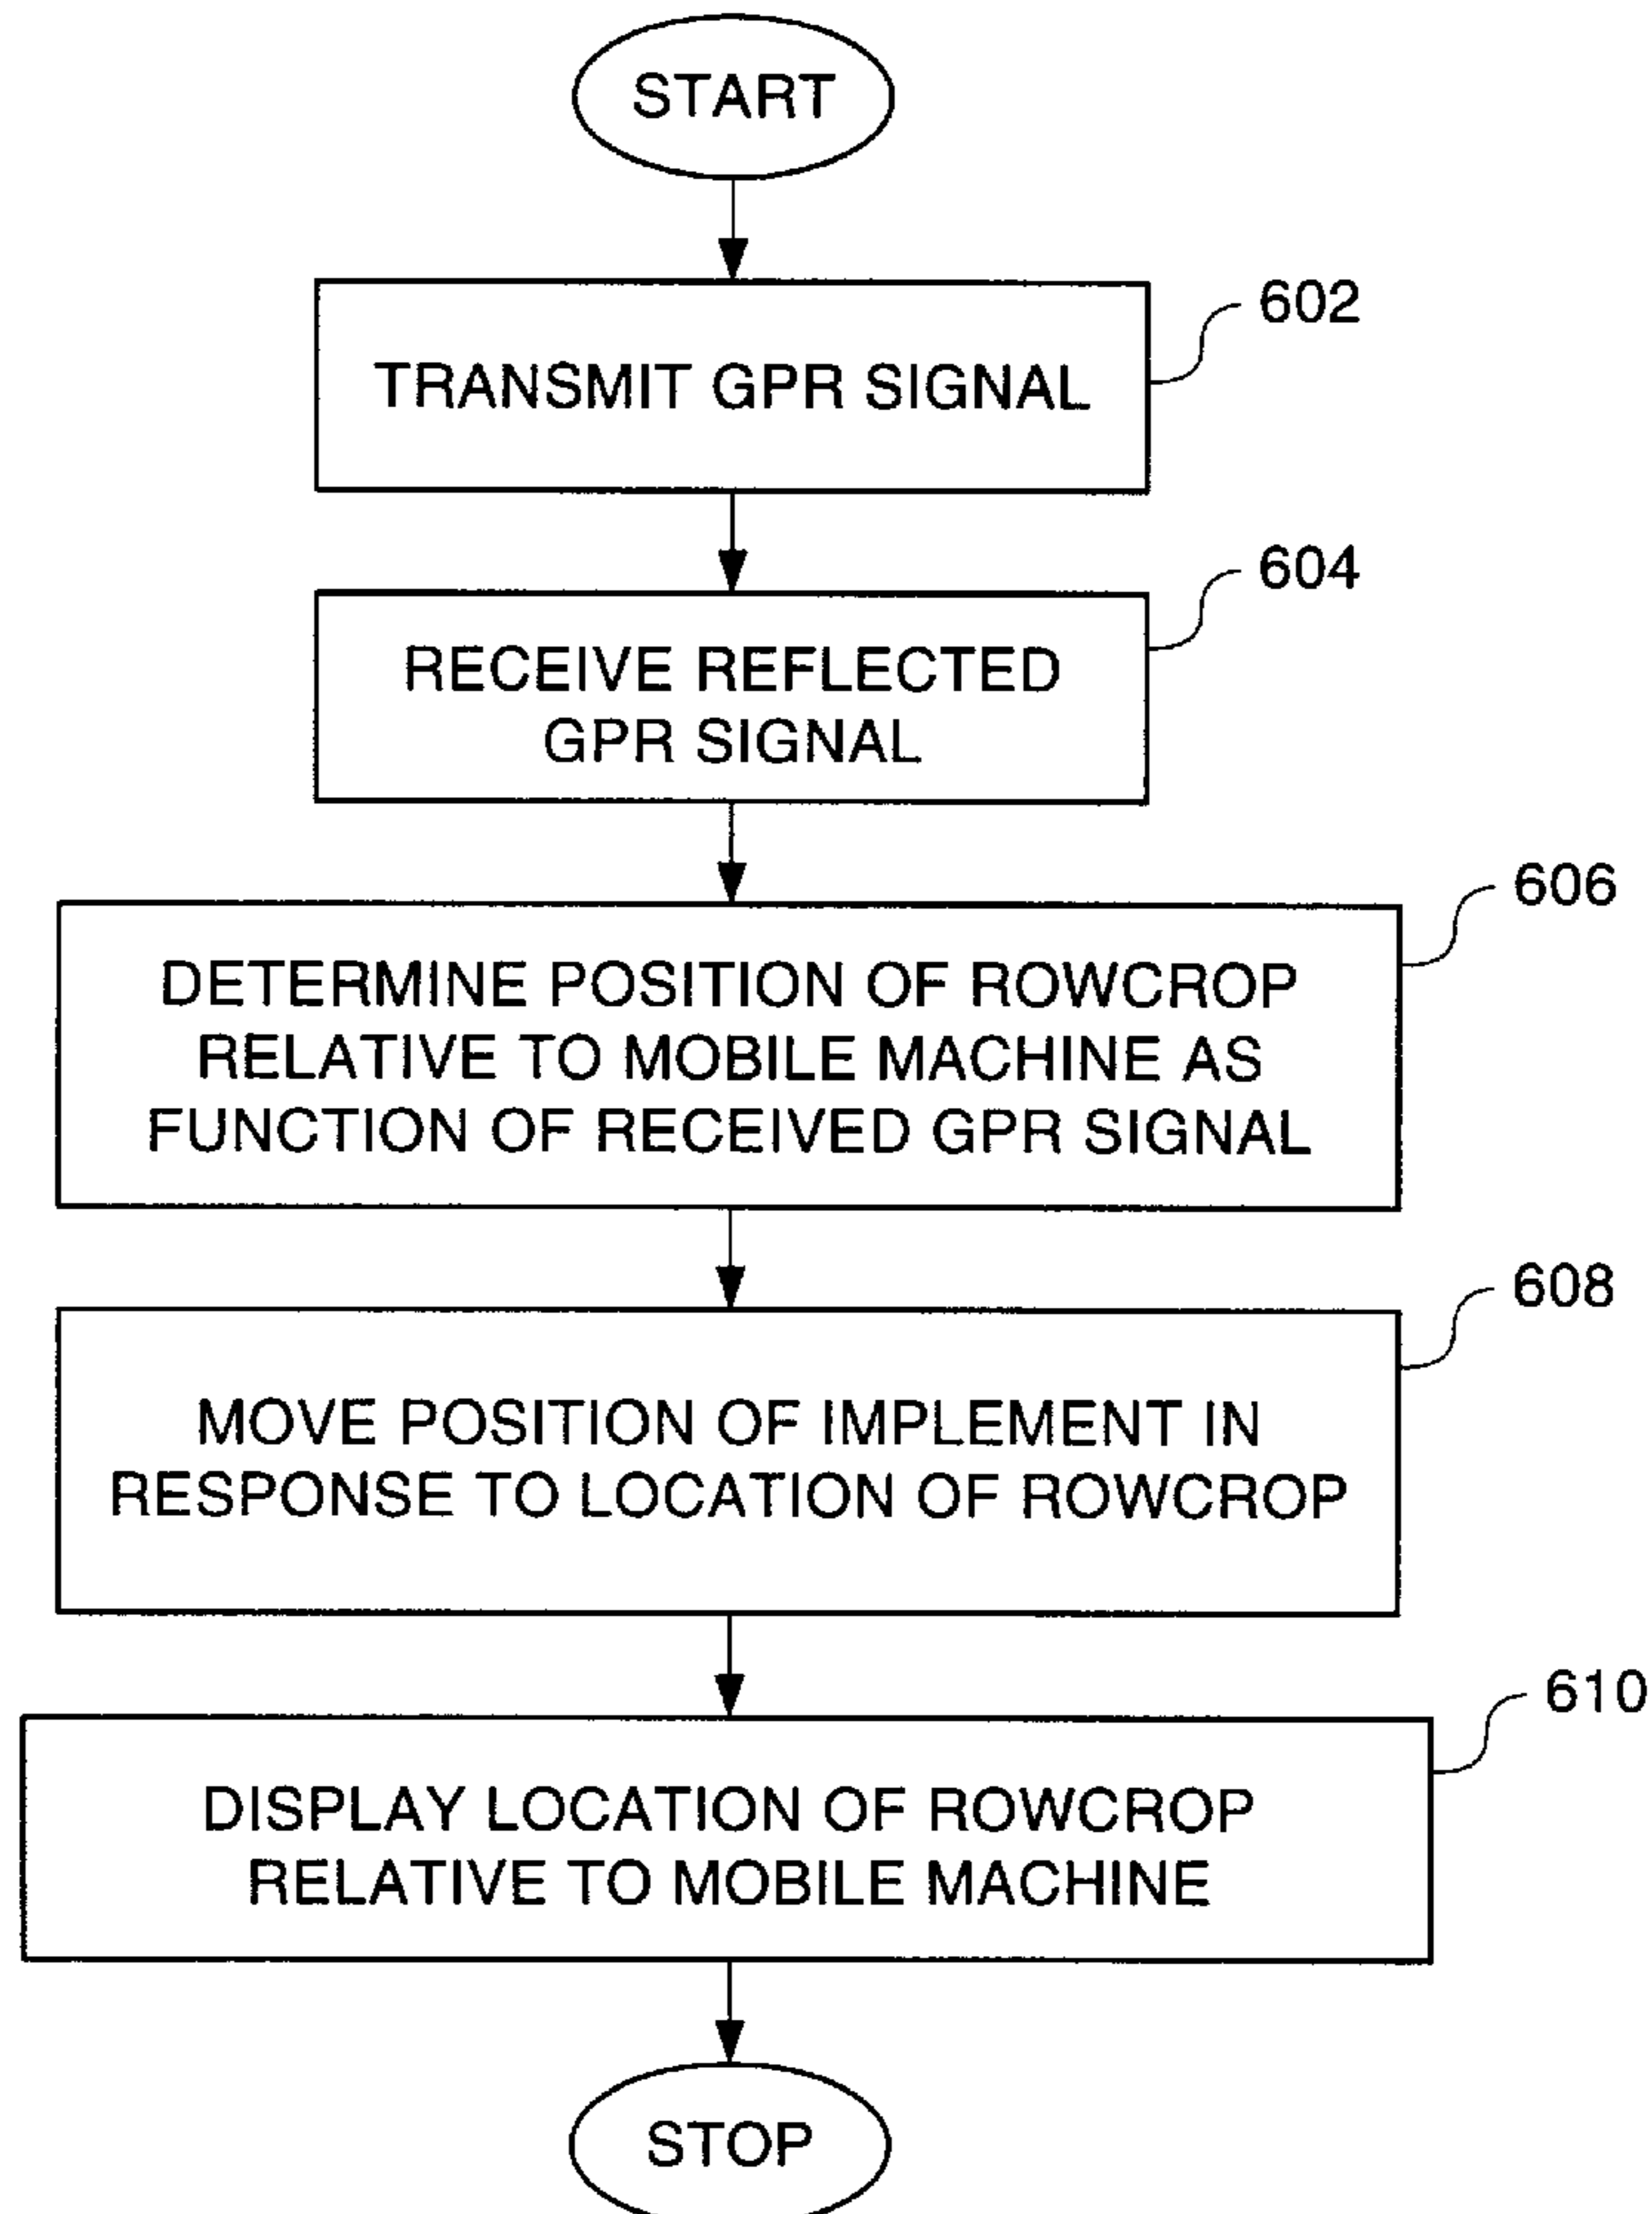 START
602
TRANSMIT GPR SIGNAL
604
RECEIVE REFLECTED
GPR SIGNAL
606
DETERMINE POSITION OF ROWCROP
RELATIVE TO MOBILE MACHINE AS
FUNCTION OF RECEIVED GPR SIGNAL
608
MOVE POSITION OF IMPLEMENT IN
RESPONSE TO LOCATION OF ROWCROP
610
DISPLAY LOCATION OF ROWCROP
RELATIVE TO MOBILE MACHINE
STOP